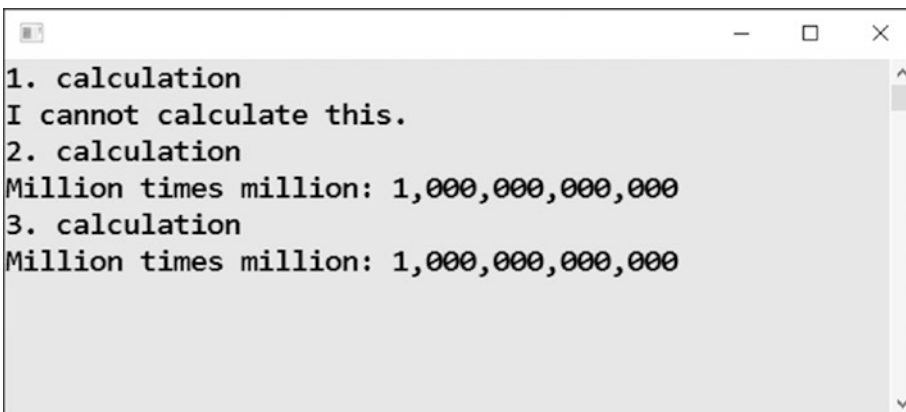 1. calculation
I cannot calculate this.
2. calculation
Million times million: 1,000,000,000,000
3. calculation
Million times million: 1,000,000,000,000